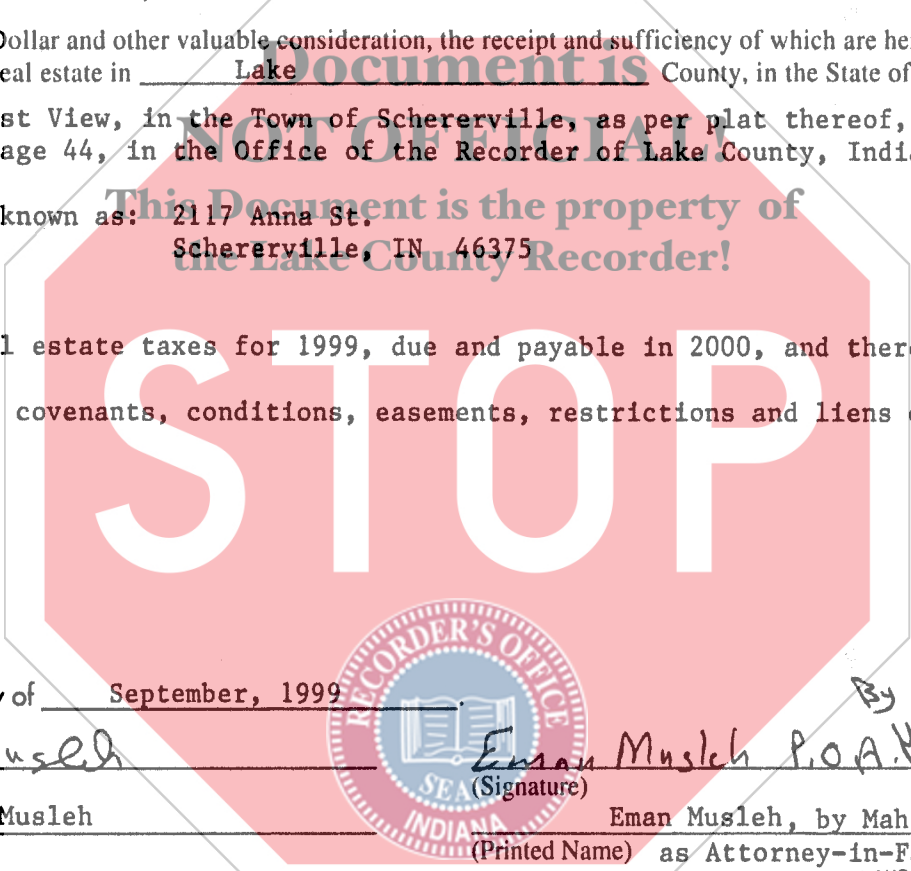 Dollar and other valuable consideration, the receipt and sufficiency of which are he
eal estate in Lake County, in the State of
Document is
st View, in the Town of Schererville, as per plat thereof,
NOT OFFICIAL!
age 44, in the Office of the Recorder of Lake County, Indi
This Document is the property of
known as: 2117 Anna St.
Schererville, IN 46375
the Lake County Recorder!
l estate taxes for 1999, due and payable in 2000, and ther
covenants, conditions, easements, restrictions and liens
STOP
RECORDER'S OFFICE
SEAL
INDIANA
y of September, 1999.
By
usleh
Eman Musleh P.O.A.
(Signature)
Musleh
Eman Musleh, by Mah
(Printed Name) as Attorney-in-F